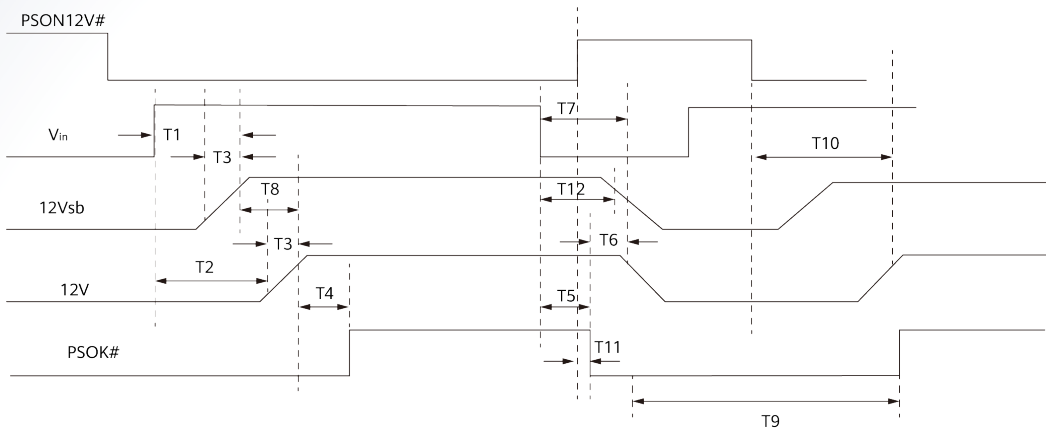 PSON12V#
Vin
T1
T7
T3
T10
T8
T12
12Vsb
T3
T6
T2
12V
T4
T5
PSOK#
T11
T9